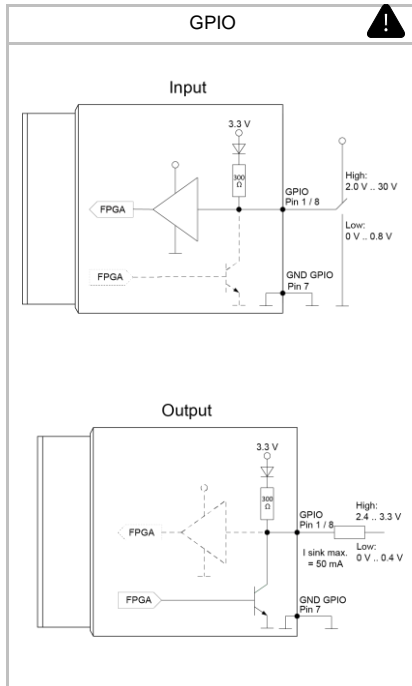 GPIO
Input
3.3 V
300
Ω
FPGA
GPIO
Pin 1 / 8
High:
2.0 V .. 30 V
Low:
0 V .. 0.8 V
FPGA
GND GPIO
Pin 7
Output
3.3 V
300
Ω
FPGA
GPIO
Pin 1 / 8
High:
2.4 .. 3.3 V
I sink max.
= 50 mA
Low:
0 V .. 0.4 V
FPGA
GND GPIO
Pin 7